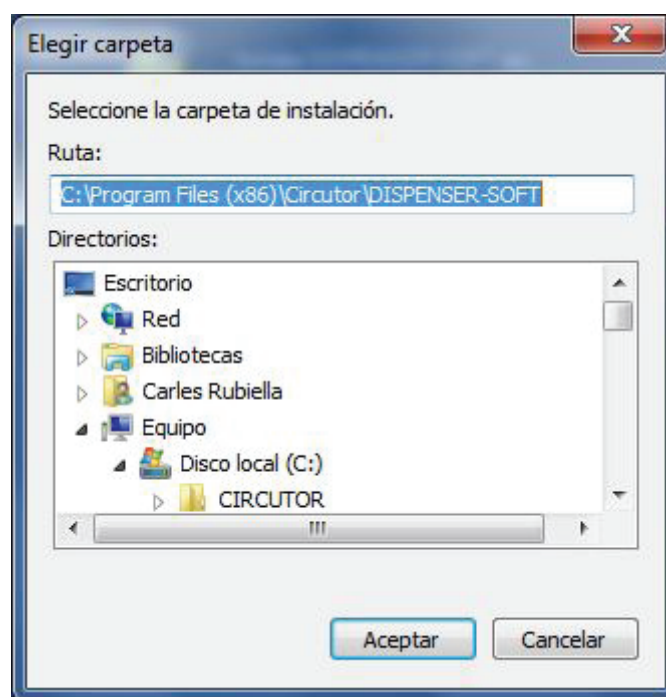 Elegir carpeta
Seleccione la carpeta de instalación.
Ruta:
C:\Program Files (x86)\Circutor\DISPENSER-SOFT
Directorios:
Escritorio
Red
Bibliotecas
Carles Rubiella
Equipo
Disco local (C:)
CIRCUTOR
Aceptar
Cancelar